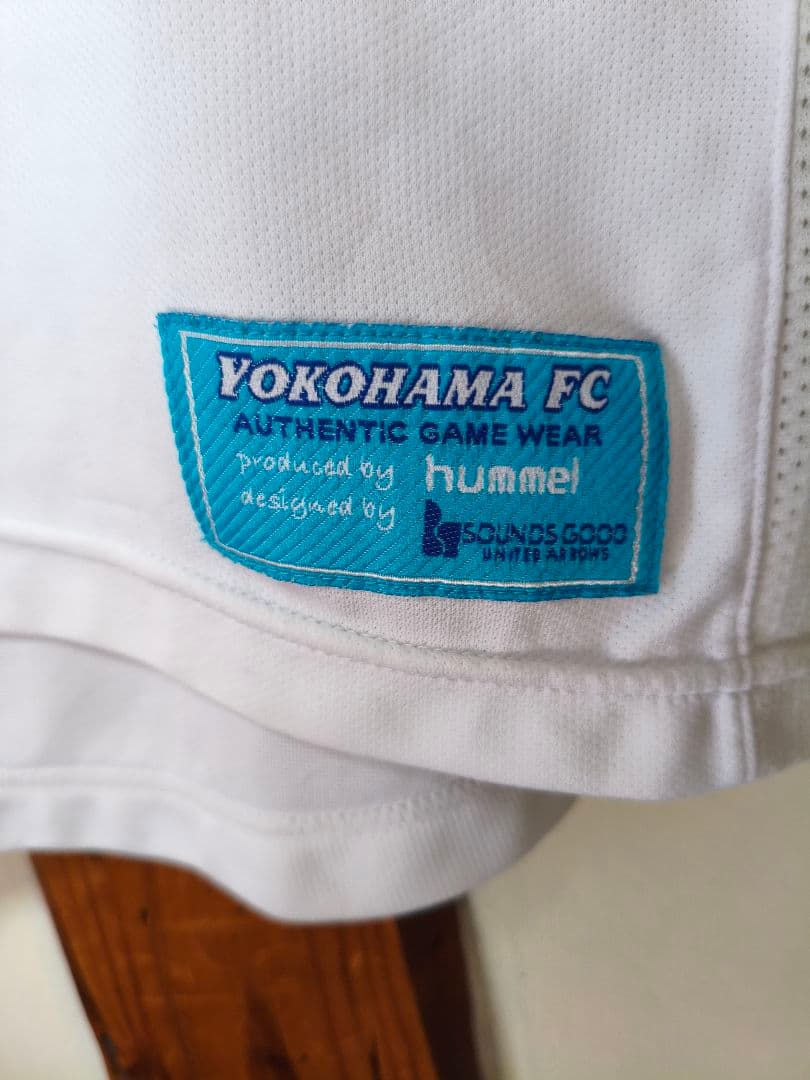 YOKOHAMA FC
AUTHENTIC GAME WEAR
produced by hummel
designed by SOUNDS GOOD
UNITED ARROWS